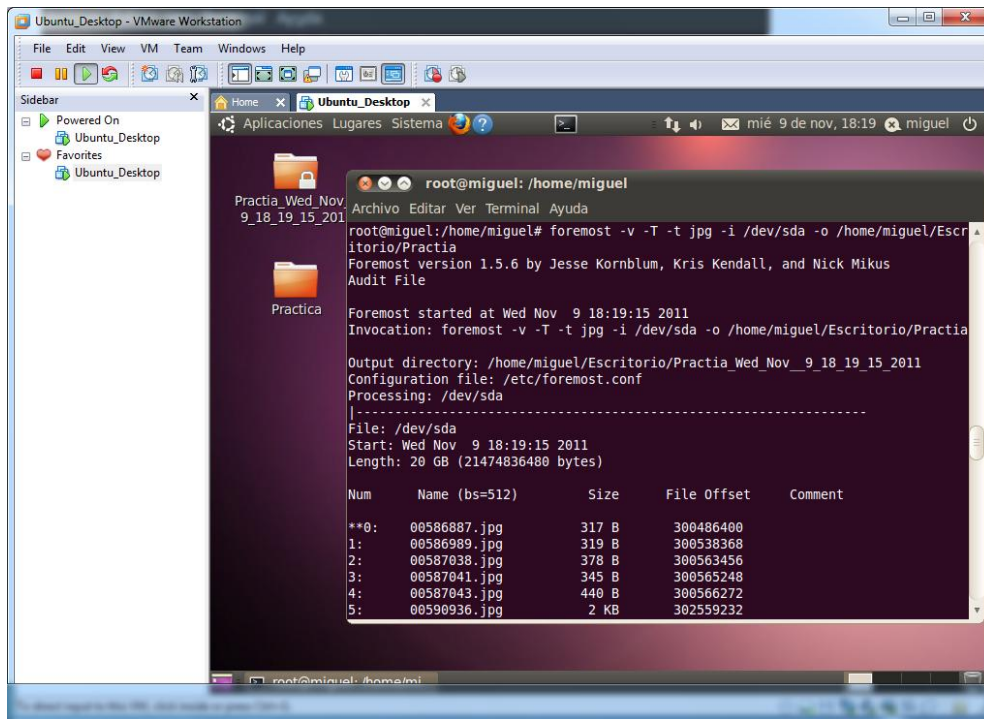 Ubuntu_Desktop - VMware Workstation
File Edit View VM Team Windows Help
Sidebar
Powered On
Ubuntu_Desktop
Favorites
Ubuntu_Desktop
Home Ubuntu_Desktop
Aplicaciones Lugares Sistema mié 9 de nov, 18:19 miguel
Practia_Wed_Nov_
9_18_19_15_201
Practica
root@miguel: /home/miguel
Archivo Editar Ver Terminal Ayuda
root@miguel:/home/miguel# foremost -v -T -t jpg -i /dev/sda -o /home/miguel/Escr
itorio/Practia
Foremost version 1.5.6 by Jesse Kornblum, Kris Kendall, and Nick Mikus
Audit File
Foremost started at Wed Nov  9 18:19:15 2011
Invocation: foremost -v -T -t jpg -i /dev/sda -o /home/miguel/Escritorio/Practia
Output directory: /home/miguel/Escritorio/Practia_Wed_Nov__9_18_19_15_2011
Configuration file: /etc/foremost.conf
Processing: /dev/sda
|------------------------------------------------------------------
File: /dev/sda
Start: Wed Nov  9 18:19:15 2011
Length: 20 GB (21474836480 bytes)
Num Name (bs=512) Size File Offset Comment
**0: 00586887.jpg 317 B 300486400
1: 00586989.jpg 319 B 300538368
2: 00587038.jpg 378 B 300563456
3: 00587041.jpg 345 B 300565248
4: 00587043.jpg 440 B 300566272
5: 00590936.jpg 2 KB 302559232
root@miguel: /home/mi